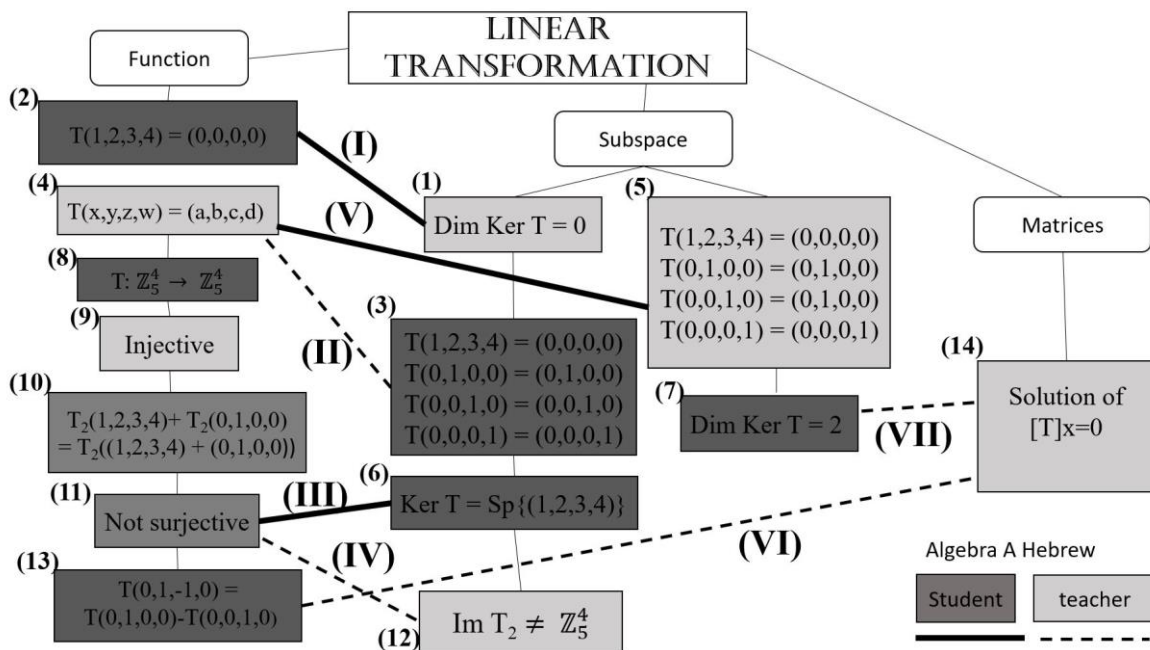 LINEAR
TRANSFORMATION
Function
Subspace
Matrices
(2)
T(1,2,3,4) = (0,0,0,0)
(I)
(4)
T(x,y,z,w) = (a,b,c,d)
(V)
(1)
Dim Ker T = 0
(5)
T(1,2,3,4) = (0,0,0,0)
T(0,1,0,0) = (0,1,0,0)
T(0,0,1,0) = (0,1,0,0)
T(0,0,0,1) = (0,0,0,1)
(8)
T: ℤ₅⁴ → ℤ₅⁴
(9)
Injective
(II)
(3)
T(1,2,3,4) = (0,0,0,0)
T(0,1,0,0) = (0,1,0,0)
T(0,0,1,0) = (0,0,1,0)
T(0,0,0,1) = (0,0,0,1)
(14)
Solution of
[T]x=0
(7)
Dim Ker T = 2
(VII)
(10)
T₂(1,2,3,4)+ T₂(0,1,0,0)
= T₂((1,2,3,4) + (0,1,0,0))
(6)
Ker T = Sp{(1,2,3,4)}
(11)
Not surjective
(III)
(IV)
(VI)
(13)
T(0,1,-1,0) =
T(0,1,0,0)-T(0,0,1,0)
(12)
Im T₂ ≠ ℤ₅⁴
Algebra A Hebrew
Student
teacher